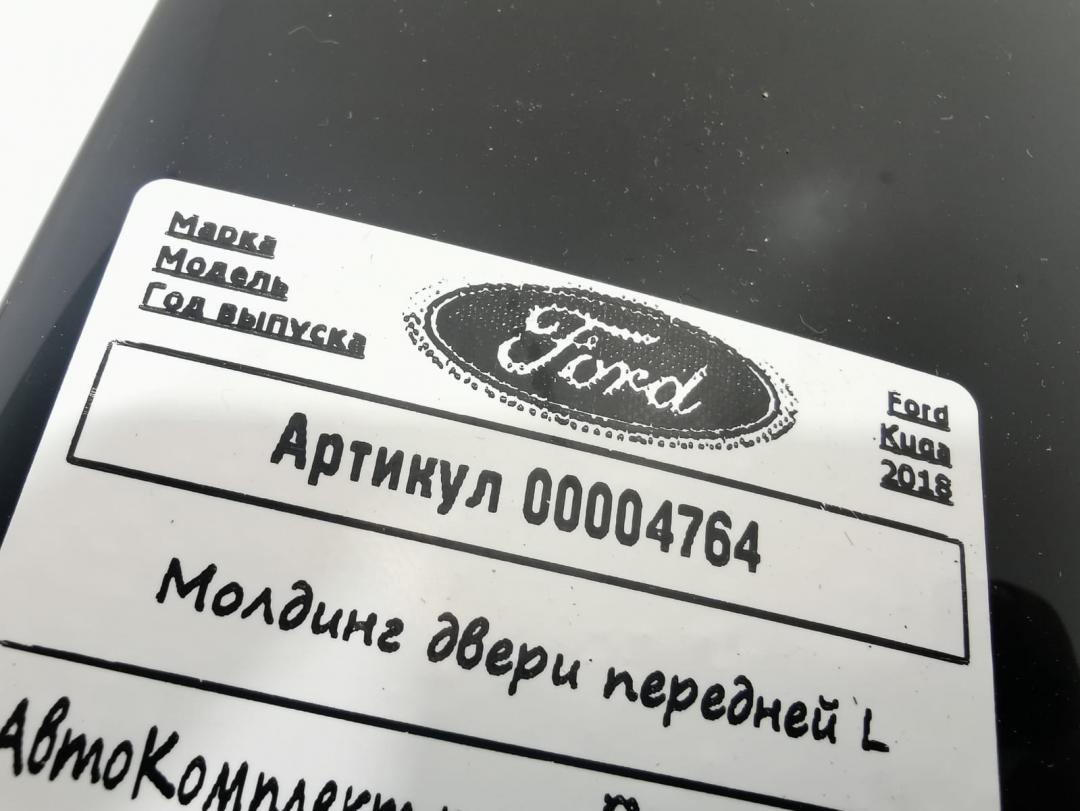 Марка
Модель
Год выпуска
Ford
Ford
Kuga
2018
Артикул 00004764
Молдинг двери передней L